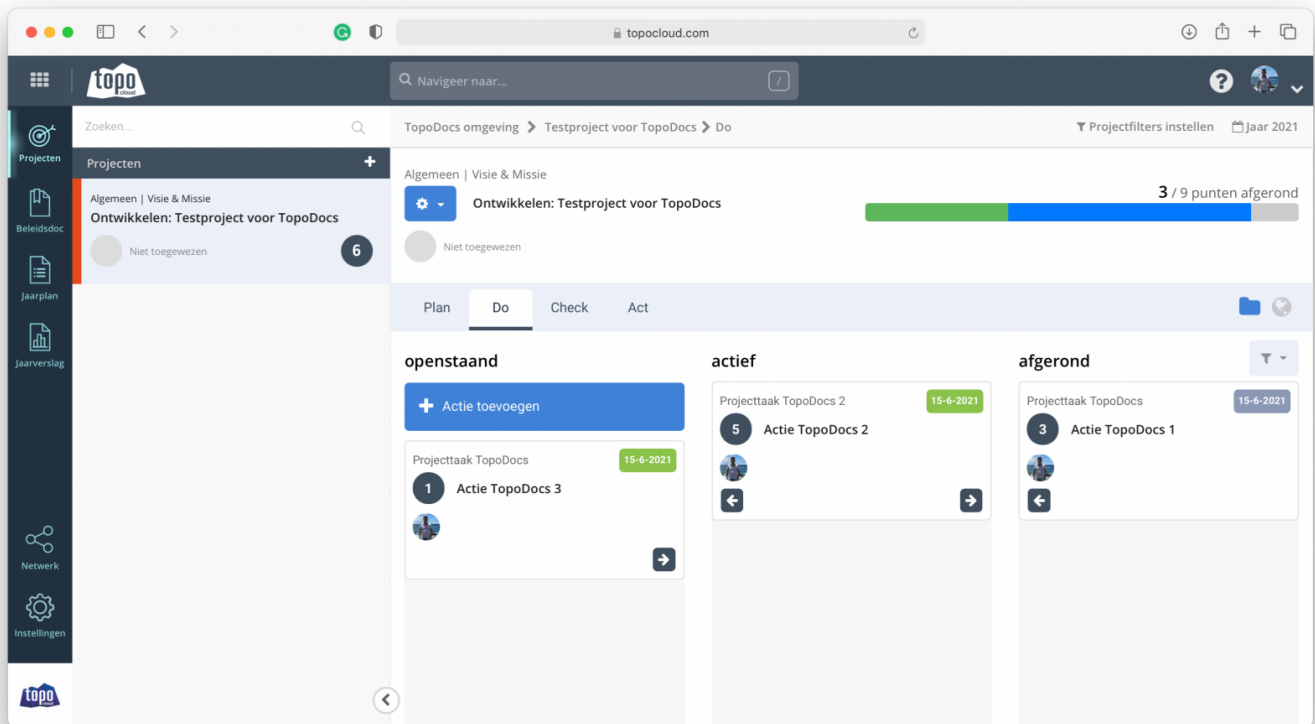 topocloud.com
topo
cloud
Navigeer naar...
/
?
Projecten
Beleidsdoc
Jaarplan
Jaarverslag
Netwerk
Instellingen
topo
cloud
Zoeken...
Projecten
Algemeen | Visie & Missie
Ontwikkelen: Testproject voor TopoDocs
Niet toegewezen
6
TopoDocs omgeving
Testproject voor TopoDocs
Do
Projectfilters instellen
Jaar 2021
Algemeen | Visie & Missie
Ontwikkelen: Testproject voor TopoDocs
Niet toegewezen
3 / 9 punten afgerond
Plan
Do
Check
Act
openstaand
Actie toevoegen
Projecttaak TopoDocs
15-6-2021
1
Actie TopoDocs 3
actief
Projecttaak TopoDocs 2
15-6-2021
5
Actie TopoDocs 2
afgerond
Projecttaak TopoDocs
15-6-2021
3
Actie TopoDocs 1